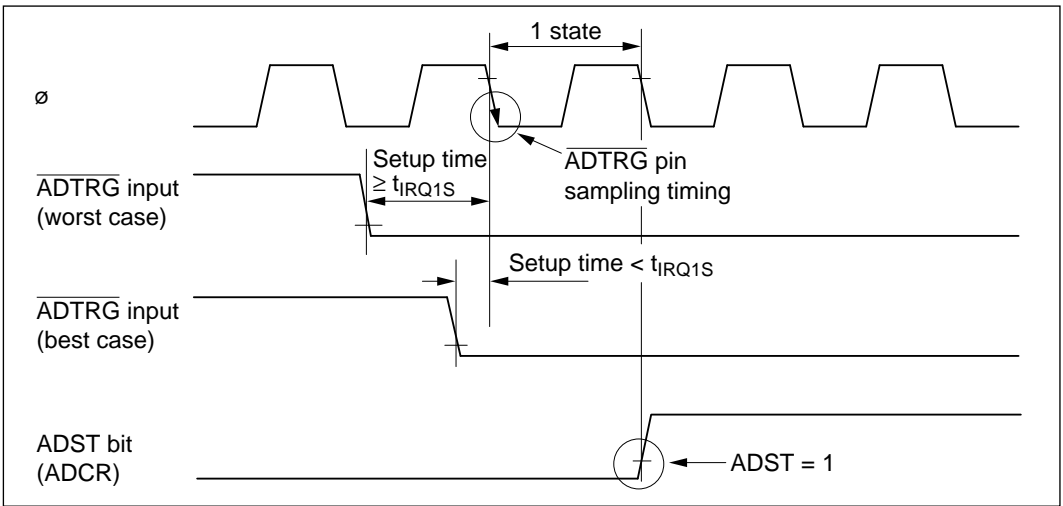 1 state
ø
ADTRG pin
sampling timing
Setup time
≥ tIRQ1S
ADTRG input
(worst case)
Setup time < tIRQ1S
ADTRG input
(best case)
ADST bit
(ADCR)
ADST = 1